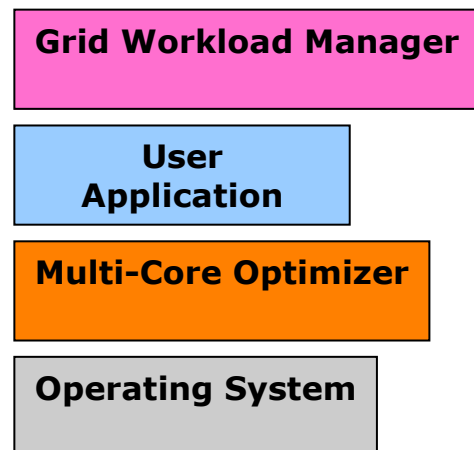 Grid Workload Manager
User
Application
Multi-Core Optimizer
Operating System